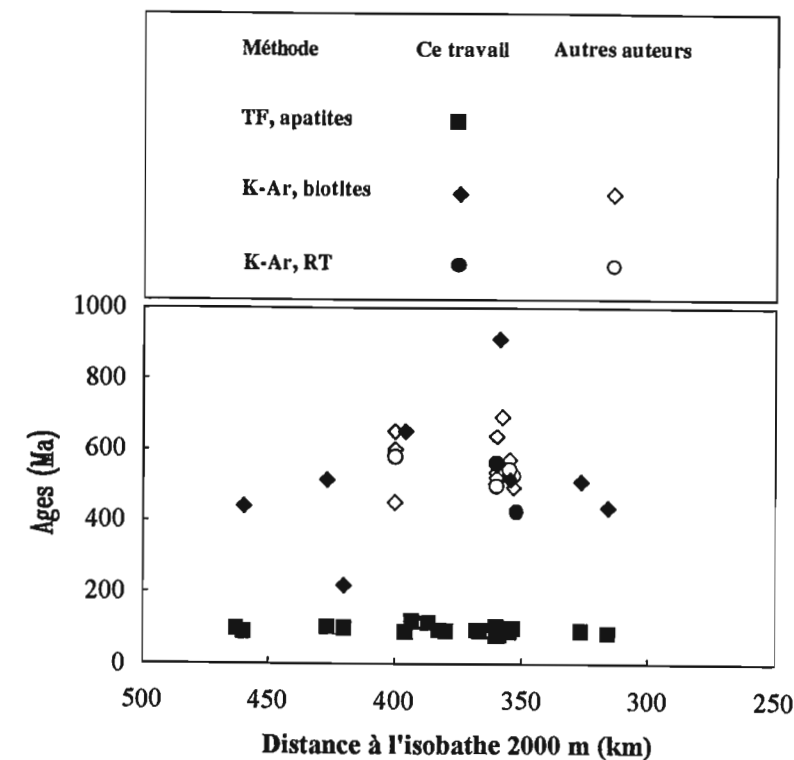 Méthode Ce travail Autres auteurs
TF, apatites
K-Ar, biotites
K-Ar, RT
1000
800
600
400
200
0
Ages (Ma)
500 450 400 350 300 250
Distance à l'isobathe 2000 m (km)